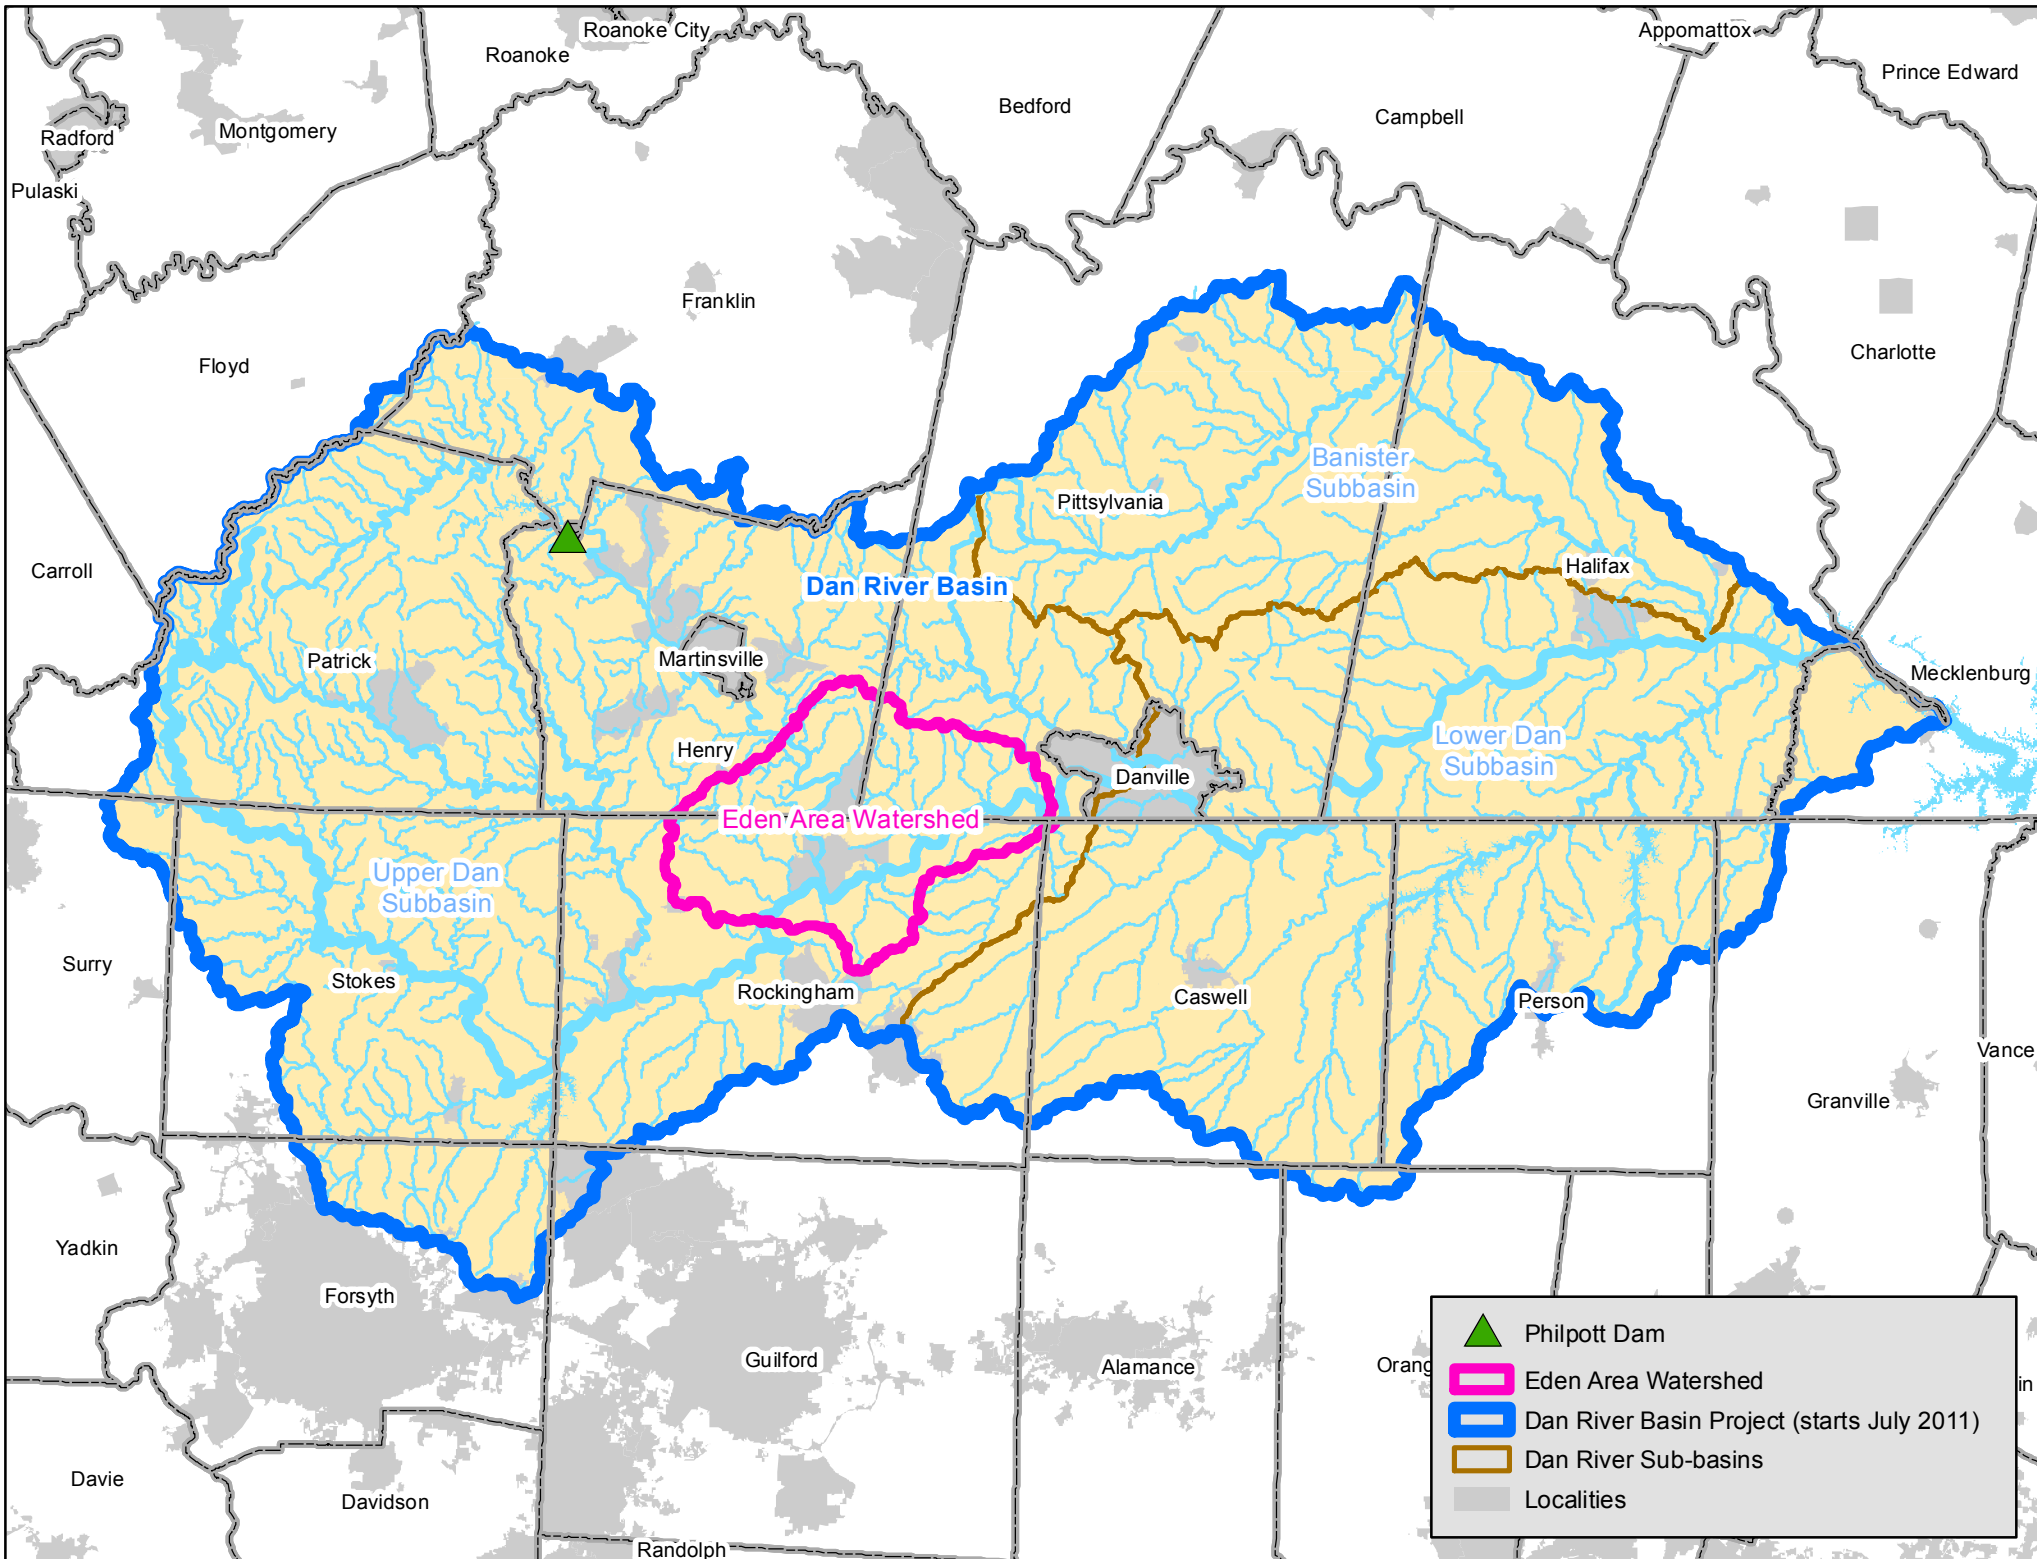 Roanoke City
Appomattox
Roanoke
Prince Edward
Bedford
Campbell
Montgomery
Radford
Pulaski
Franklin
Charlotte
Floyd
Banister
Subbasin
Pittsylvania
Halifax
Carroll
Dan River Basin
Patrick
Martinsville
Mecklenburg
Henry
Lower Dan
Subbasin
Danville
Eden Area Watershed
Upper Dan
Subbasin
Surry
Stokes
Rockingham
Caswell
Person
Vance
Granville
Yadkin
Forsyth
Guilford
Alamance
Orang
in
Davie
Davidson
Randolph
Philpott Dam
Eden Area Watershed
Dan River Basin Project (starts July 2011)
Dan River Sub-basins
Localities